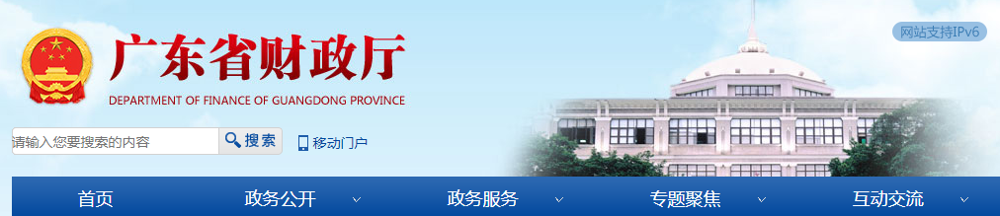 网站支持IPv6
广东省财政厅
DEPARTMENT OF FINANCE OF GUANGDONG PROVINCE
请输入您要搜索的内容 搜索 移动门户
首页 政务公开 政务服务 专题聚焦 互动交流